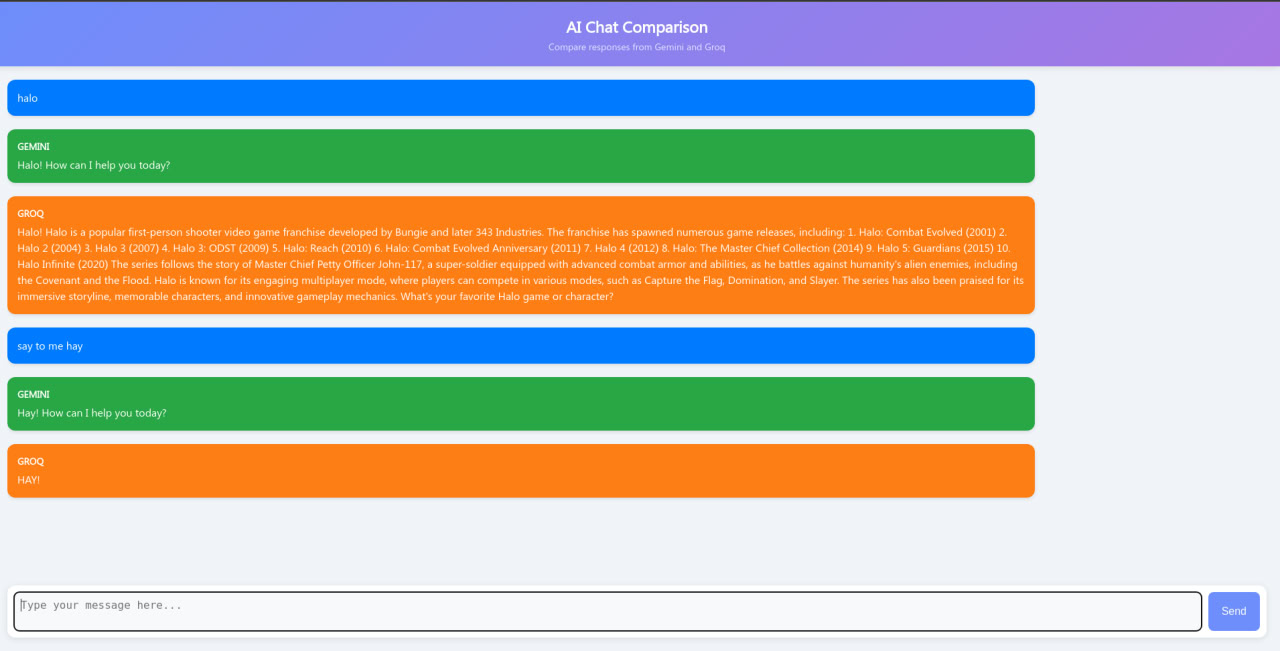 AI Chat Comparison
Compare responses from Gemini and Groq
halo
GEMINI
Halo! How can I help you today?
GROQ
Halo! Halo is a popular first-person shooter video game franchise developed by Bungie and later 343 Industries. The franchise has spawned numerous game releases, including: 1. Halo: Combat Evolved (2001) 2.
Halo 2 (2004) 3. Halo 3 (2007) 4. Halo 3: ODST (2009) 5. Halo: Reach (2010) 6. Halo: Combat Evolved Anniversary (2011) 7. Halo 4 (2012) 8. Halo: The Master Chief Collection (2014) 9. Halo 5: Guardians (2015) 10.
Halo Infinite (2020) The series follows the story of Master Chief Petty Officer John-117, a super-soldier equipped with advanced combat armor and abilities, as he battles against humanity's alien enemies, including
the Covenant and the Flood. Halo is known for its engaging multiplayer mode, where players can compete in various modes, such as Capture the Flag, Domination, and Slayer. The series has also been praised for its
immersive storyline, memorable characters, and innovative gameplay mechanics. What's your favorite Halo game or character?
say to me hay
GEMINI
Hay! How can I help you today?
GROQ
HAY!
Type your message here...
Send